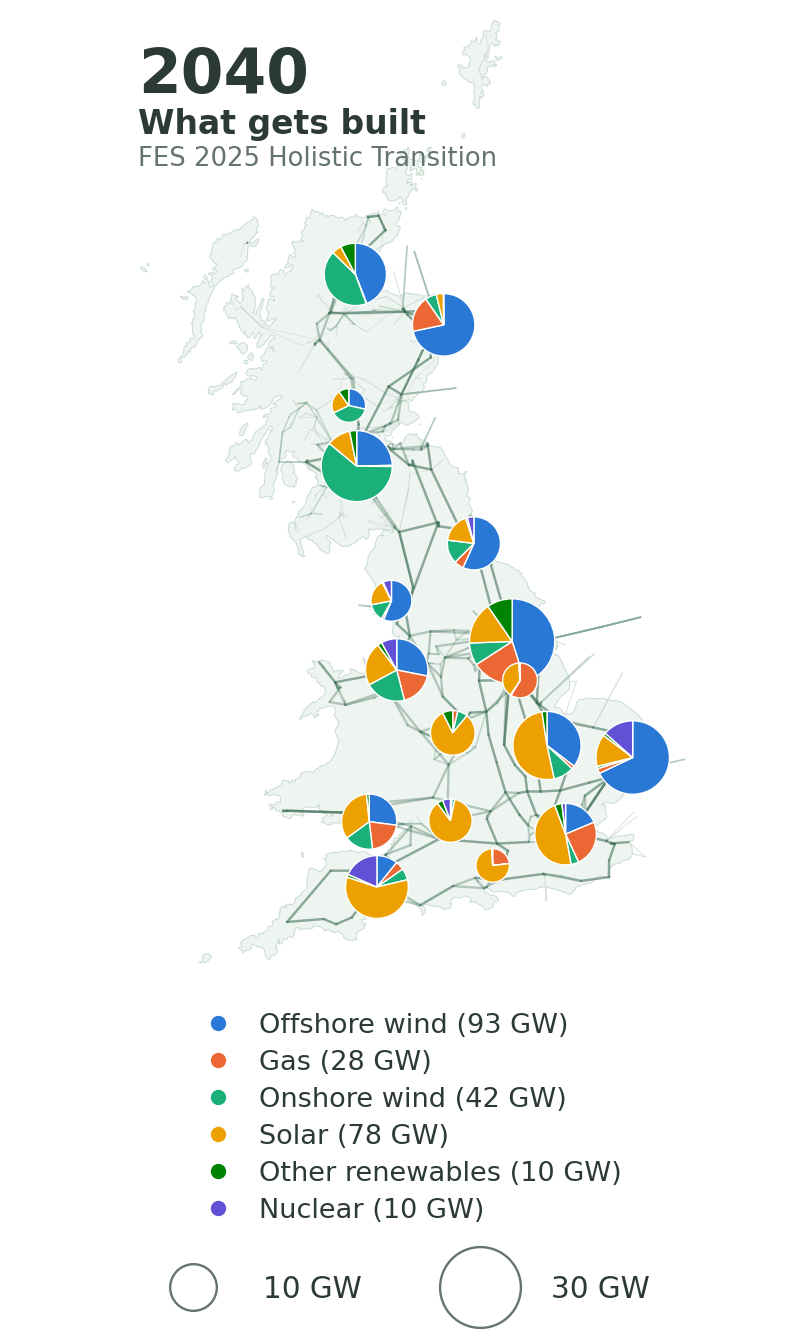 2040
What gets built
FES 2025 Holistic Transition
Offshore wind (93 GW)
Gas (28 GW)
Onshore wind (42 GW)
Solar (78 GW)
Other renewables (10 GW)
Nuclear (10 GW)
10 GW
30 GW